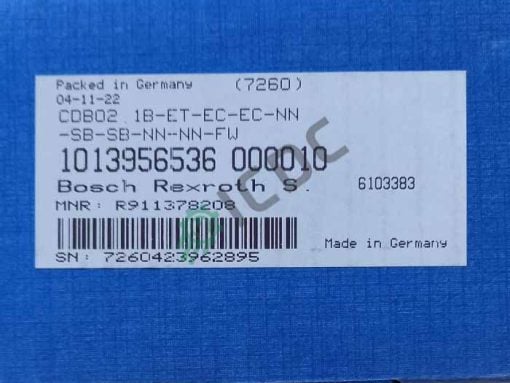 Packed in Germany (7260)
04-11-22
CDB02.1B-ET-EC-EC-NN
-SB-SB-NN-NN-FW
1013956536 000010
Bosch Rexroth S. 6103383
MNR: R911378208
Made in Germany
SN: 7260423962895
ICDC